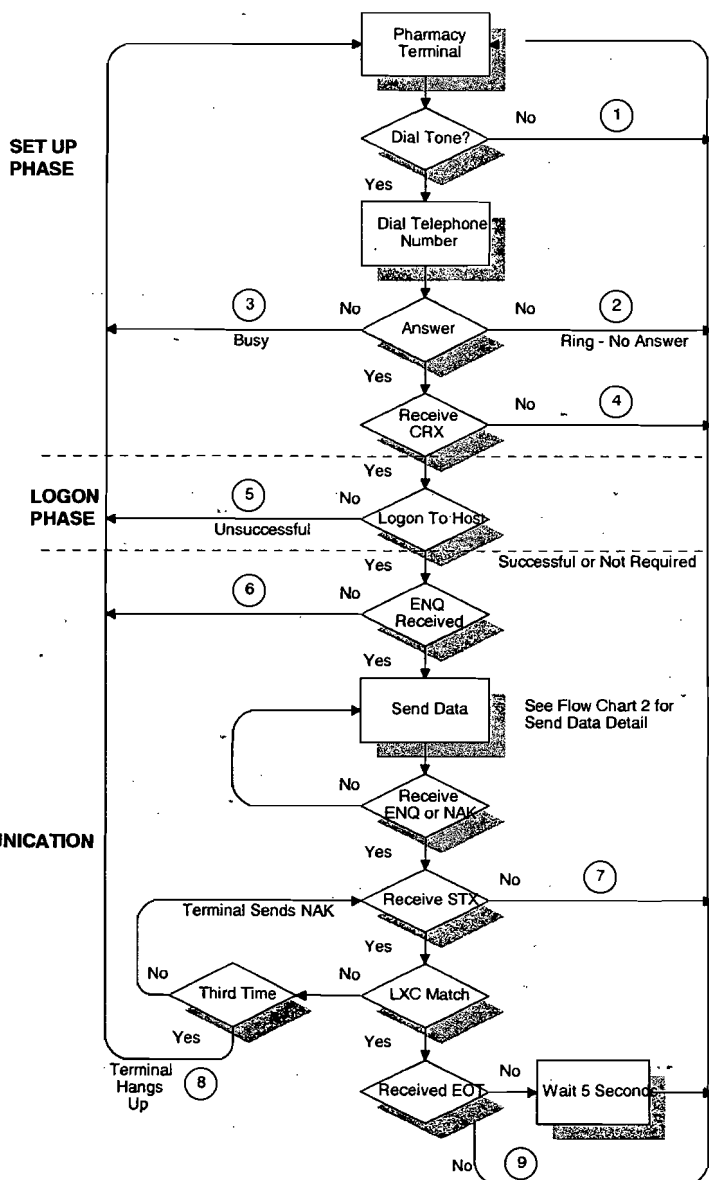 Pharmacy
Terminal
No
1
SET UP
PHASE
Dial Tone?
Yes
Dial Telephone
Number
3
No
No
2
Answer
Busy
Ring - No Answer
Yes
No
4
Receive
CRX
Yes
LOGON
PHASE
5
No
Logon To Host
Unsuccessful
Yes
Successful or Not Required
6
No
ENQ
Received
Yes
Send Data
See Flow Chart 2 for
Send Data Detail
No
Receive
ENQ or NAK
UNICATION
Yes
No
7
Terminal Sends NAK
Receive STX
Yes
No
Third Time
No
LXC Match
Yes
Yes
Terminal
Hangs
Up
8
Received EOT
No
Wait 5 Seconds
No
9